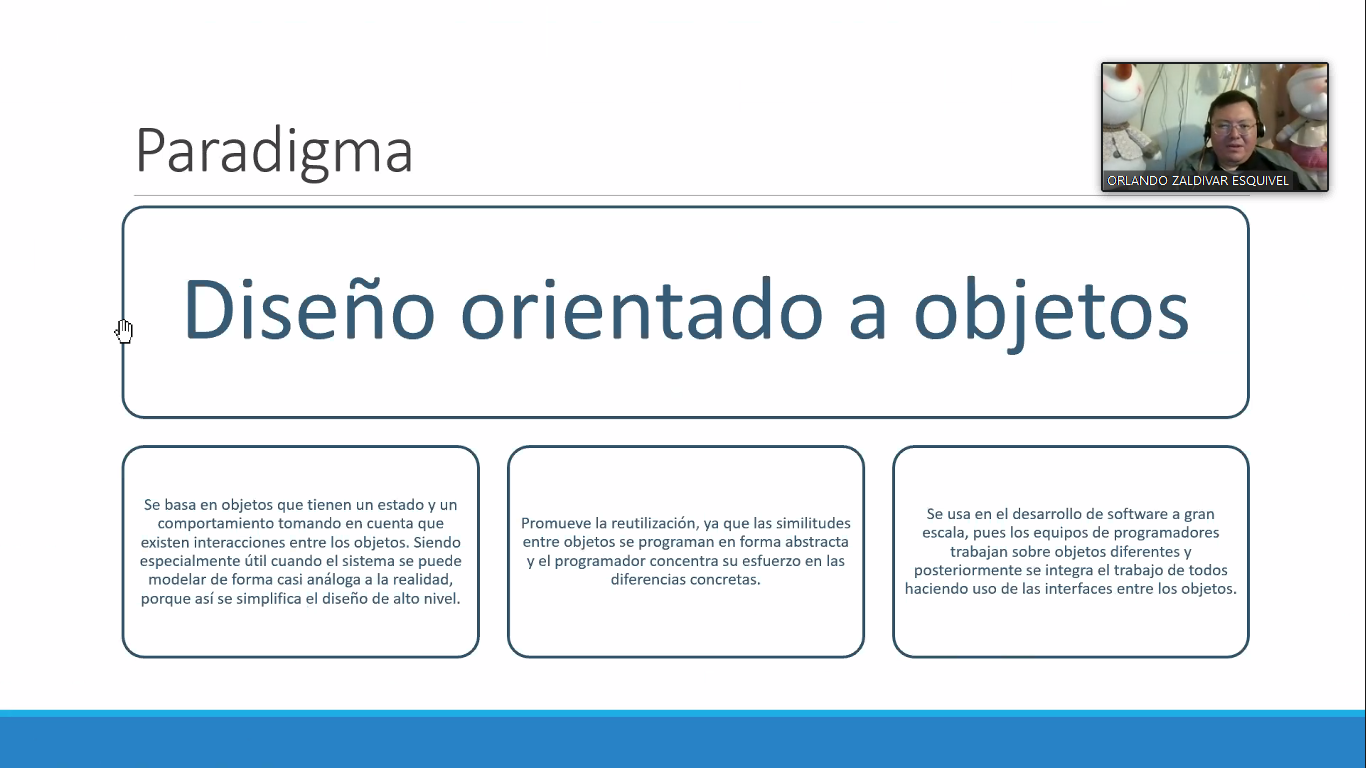 Paradigma
ORLANDO ZALDIVAR ESQUIVEL
Diseño orientado a objetos
Se basa en objetos que tienen un estado y un
comportamiento tomando en cuenta que
existen interacciones entre los objetos. Siendo
especialmente útil cuando el sistema se puede
modelar de forma casi análoga a la realidad,
porque así se simplifica el diseño de alto nivel.
Promueve la reutilización, ya que las similitudes
entre objetos se programan en forma abstracta
y el programador concentra su esfuerzo en las
diferencias concretas.
Se usa en el desarrollo de software a gran
escala, pues los equipos de programadores
trabajan sobre objetos diferentes y
posteriormente se integra el trabajo de todos
haciendo uso de las interfaces entre los objetos.